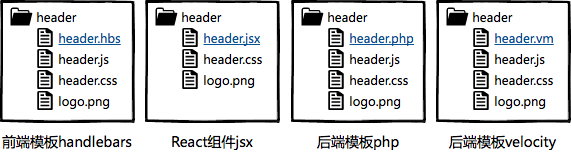 header
header.hbs
header.js
header.css
logo.png
前端模板handlebars
header
header.jsx
header.css
logo.png
React组件jsx
header
header.php
header.js
header.css
logo.png
后端模板php
header
header.vm
header.js
header.css
logo.png
后端模板velocity